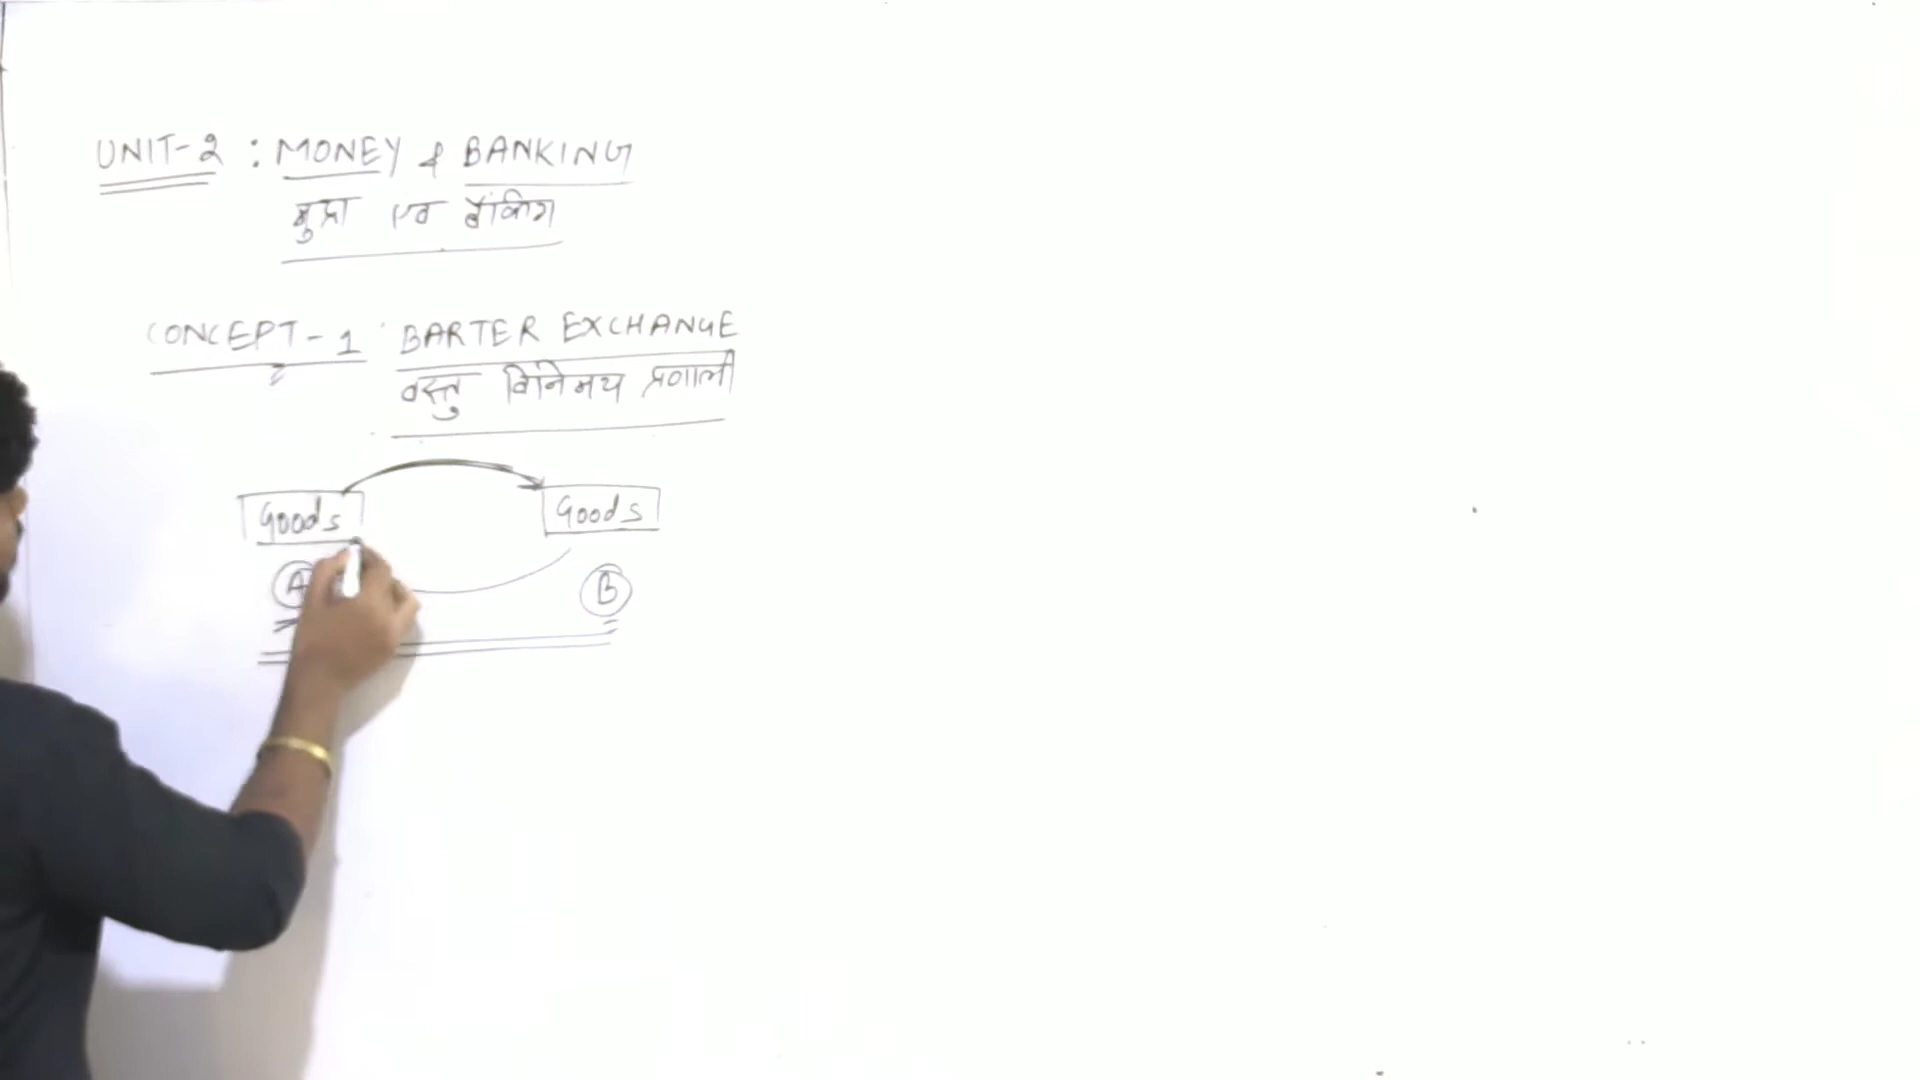 UNIT-2 : MONEY & BANKING
मुद्रा एवं बैंकिंग
CONCEPT-1 : BARTER EXCHANGE
वस्तु विनिमय प्रणाली
Goods Goods
A B